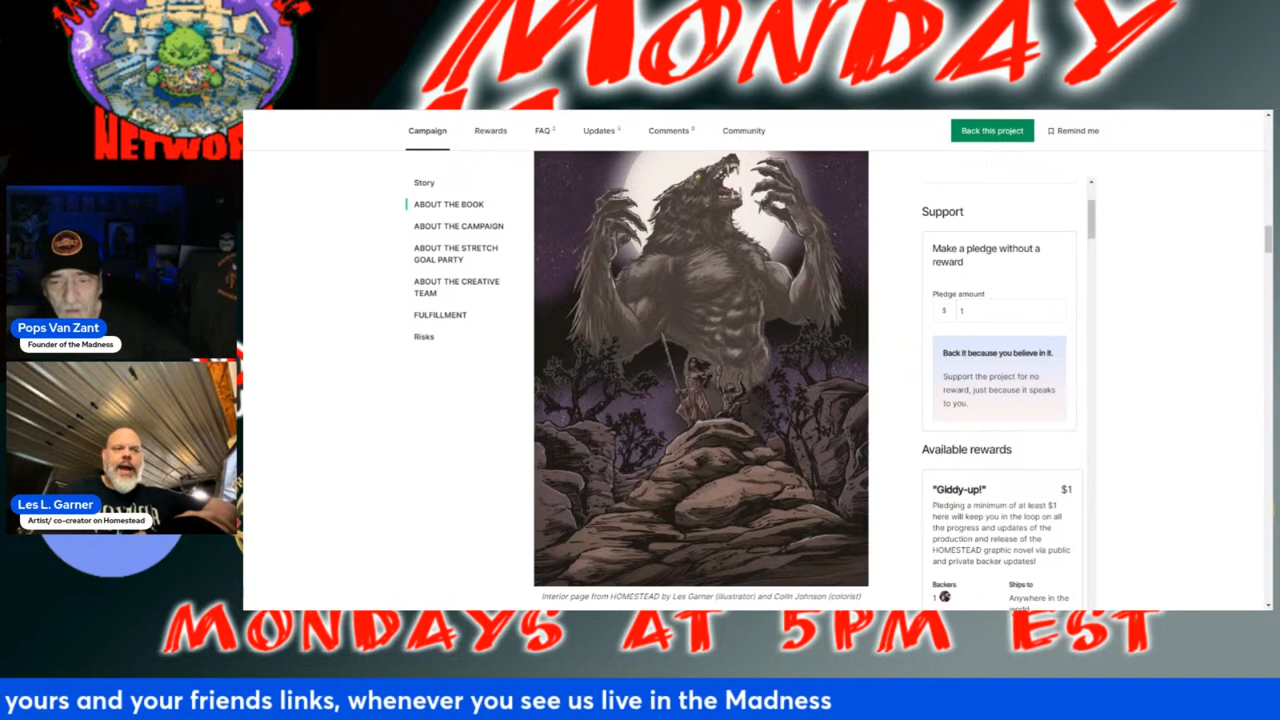 MONDAY
NETWOR
Campaign
Rewards
FAQ 2
Updates 3
Comments 8
Community
Back this project
Remind me
Story
ABOUT THE BOOK
ABOUT THE CAMPAIGN
ABOUT THE STRETCH
GOAL PARTY
ABOUT THE CREATIVE
TEAM
FULFILLMENT
Risks
Interior page from HOMESTEAD by Les Garner (illustrator) and Colin Johnson (colorist)
Support
Make a pledge without a
reward
Pledge amount
$ 1
Back it because you believe in it.
Support the project for no
reward, just because it speaks
to you.
Available rewards
"Giddy-up!" $1
Pledging a minimum of at least $1
here will keep you in the loop on all
the progress and updates of the
production and release of the
HOMESTEAD graphic novel via public
and private backer updates!
Backers
1
Ships to
Anywhere in the
world
Pops Van Zant
Founder of the Madness
Les L. Garner
Artist/ co-creator on Homestead
MONDAYS AT 5PM EST
yours and your friends links, whenever you see us live in the Madness